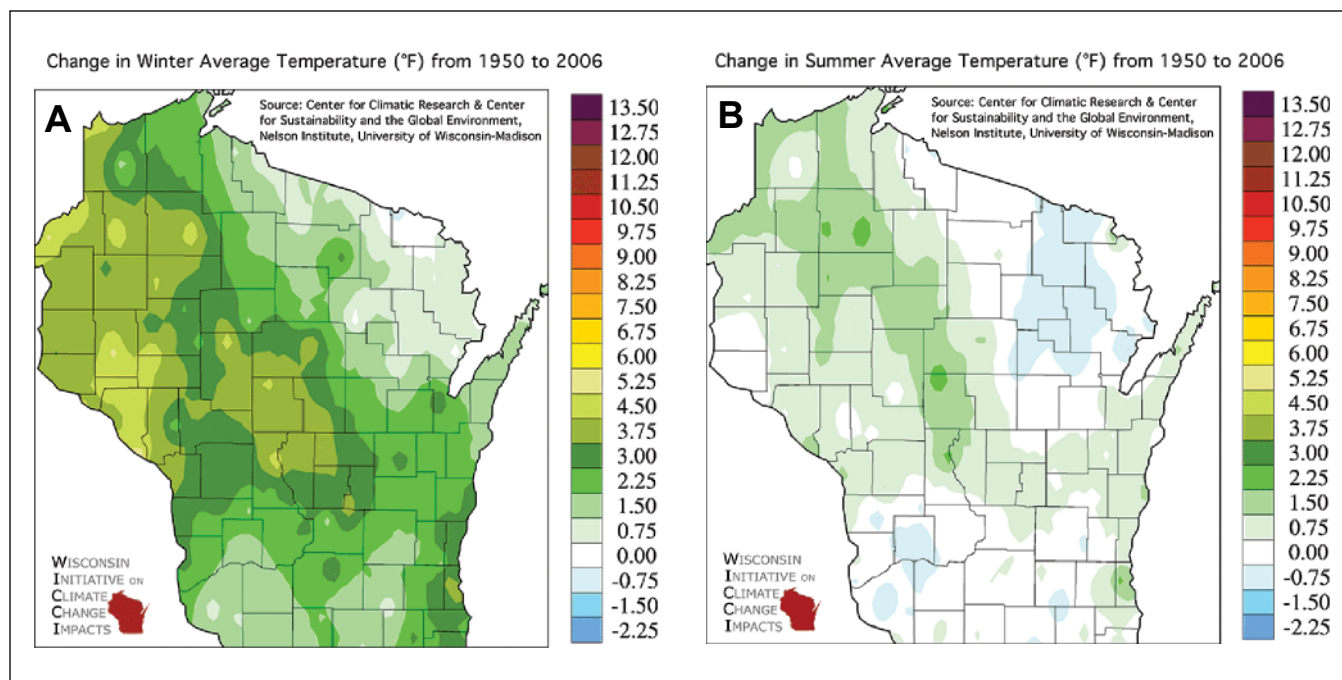 Change in Winter Average Temperature (°F) from 1950 to 2006
A
Source: Center for Climatic Research & Center
for Sustainability and the Global Environment,
Nelson Institute, University of Wisconsin-Madison
13.50
12.75
12.00
11.25
10.50
9.75
9.00
8.25
7.50
6.75
6.00
5.25
4.50
3.75
3.00
2.25
1.50
0.75
0.00
-0.75
-1.50
-2.25
WISCONSIN
INITIATIVE ON
CLIMATE
CHANGE
IMPACTS
Change in Summer Average Temperature (°F) from 1950 to 2006
B
Source: Center for Climatic Research & Center
for Sustainability and the Global Environment,
Nelson Institute, University of Wisconsin-Madison
13.50
12.75
12.00
11.25
10.50
9.75
9.00
8.25
7.50
6.75
6.00
5.25
4.50
3.75
3.00
2.25
1.50
0.75
0.00
-0.75
-1.50
-2.25
WISCONSIN
INITIATIVE ON
CLIMATE
CHANGE
IMPACTS